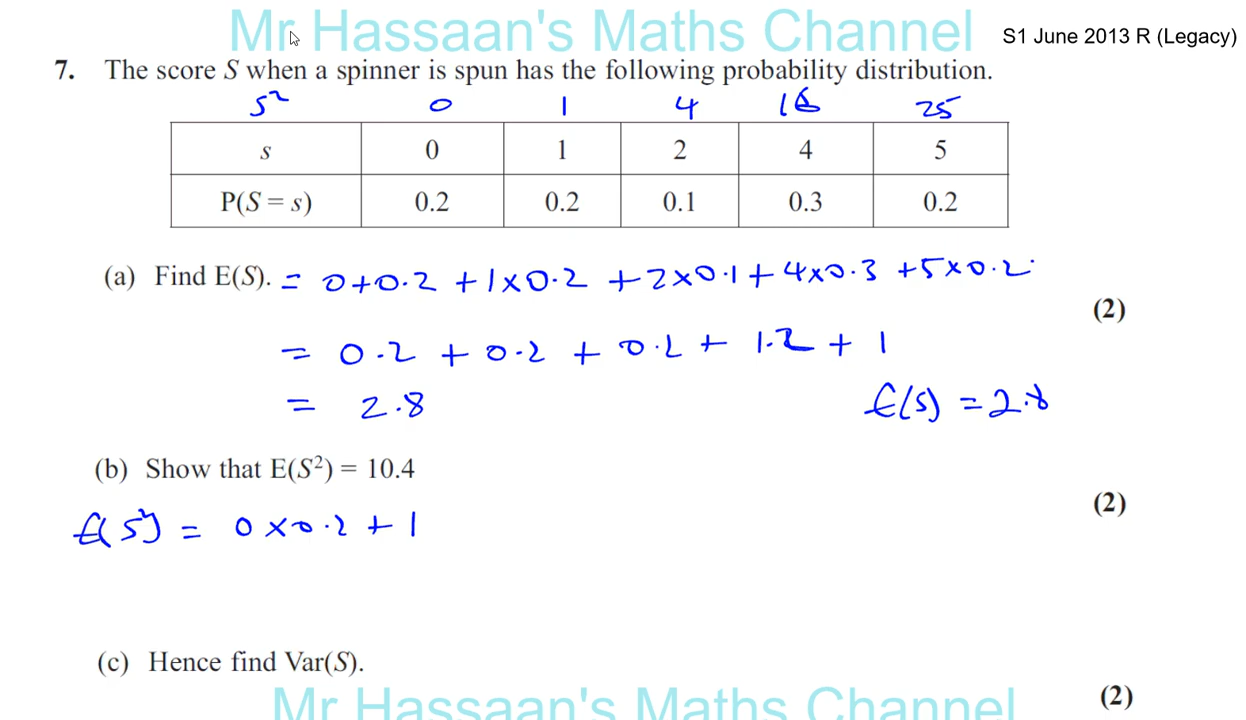 Mr Hassaan's Maths Channel
S1 June 2013 R (Legacy)
7. The score S when a spinner is spun has the following probability distribution.
S² 0 1 4 16 25
s 0 1 2 4 5
P(S = s) 0.2 0.2 0.1 0.3 0.2
(a) Find E(S). = 0+0.2 + 1×0.2 + 2×0.1 + 4×0.3 + 5×0.2
(2)
= 0.2 + 0.2 + 0.2 + 1.2 + 1
= 2.8 E(S) = 2.8
(b) Show that E(S²) = 10.4
(2)
E(S²) = 0×0.2 + 1
(c) Hence find Var(S).
(2)
Mr Hassaan's Maths Channel